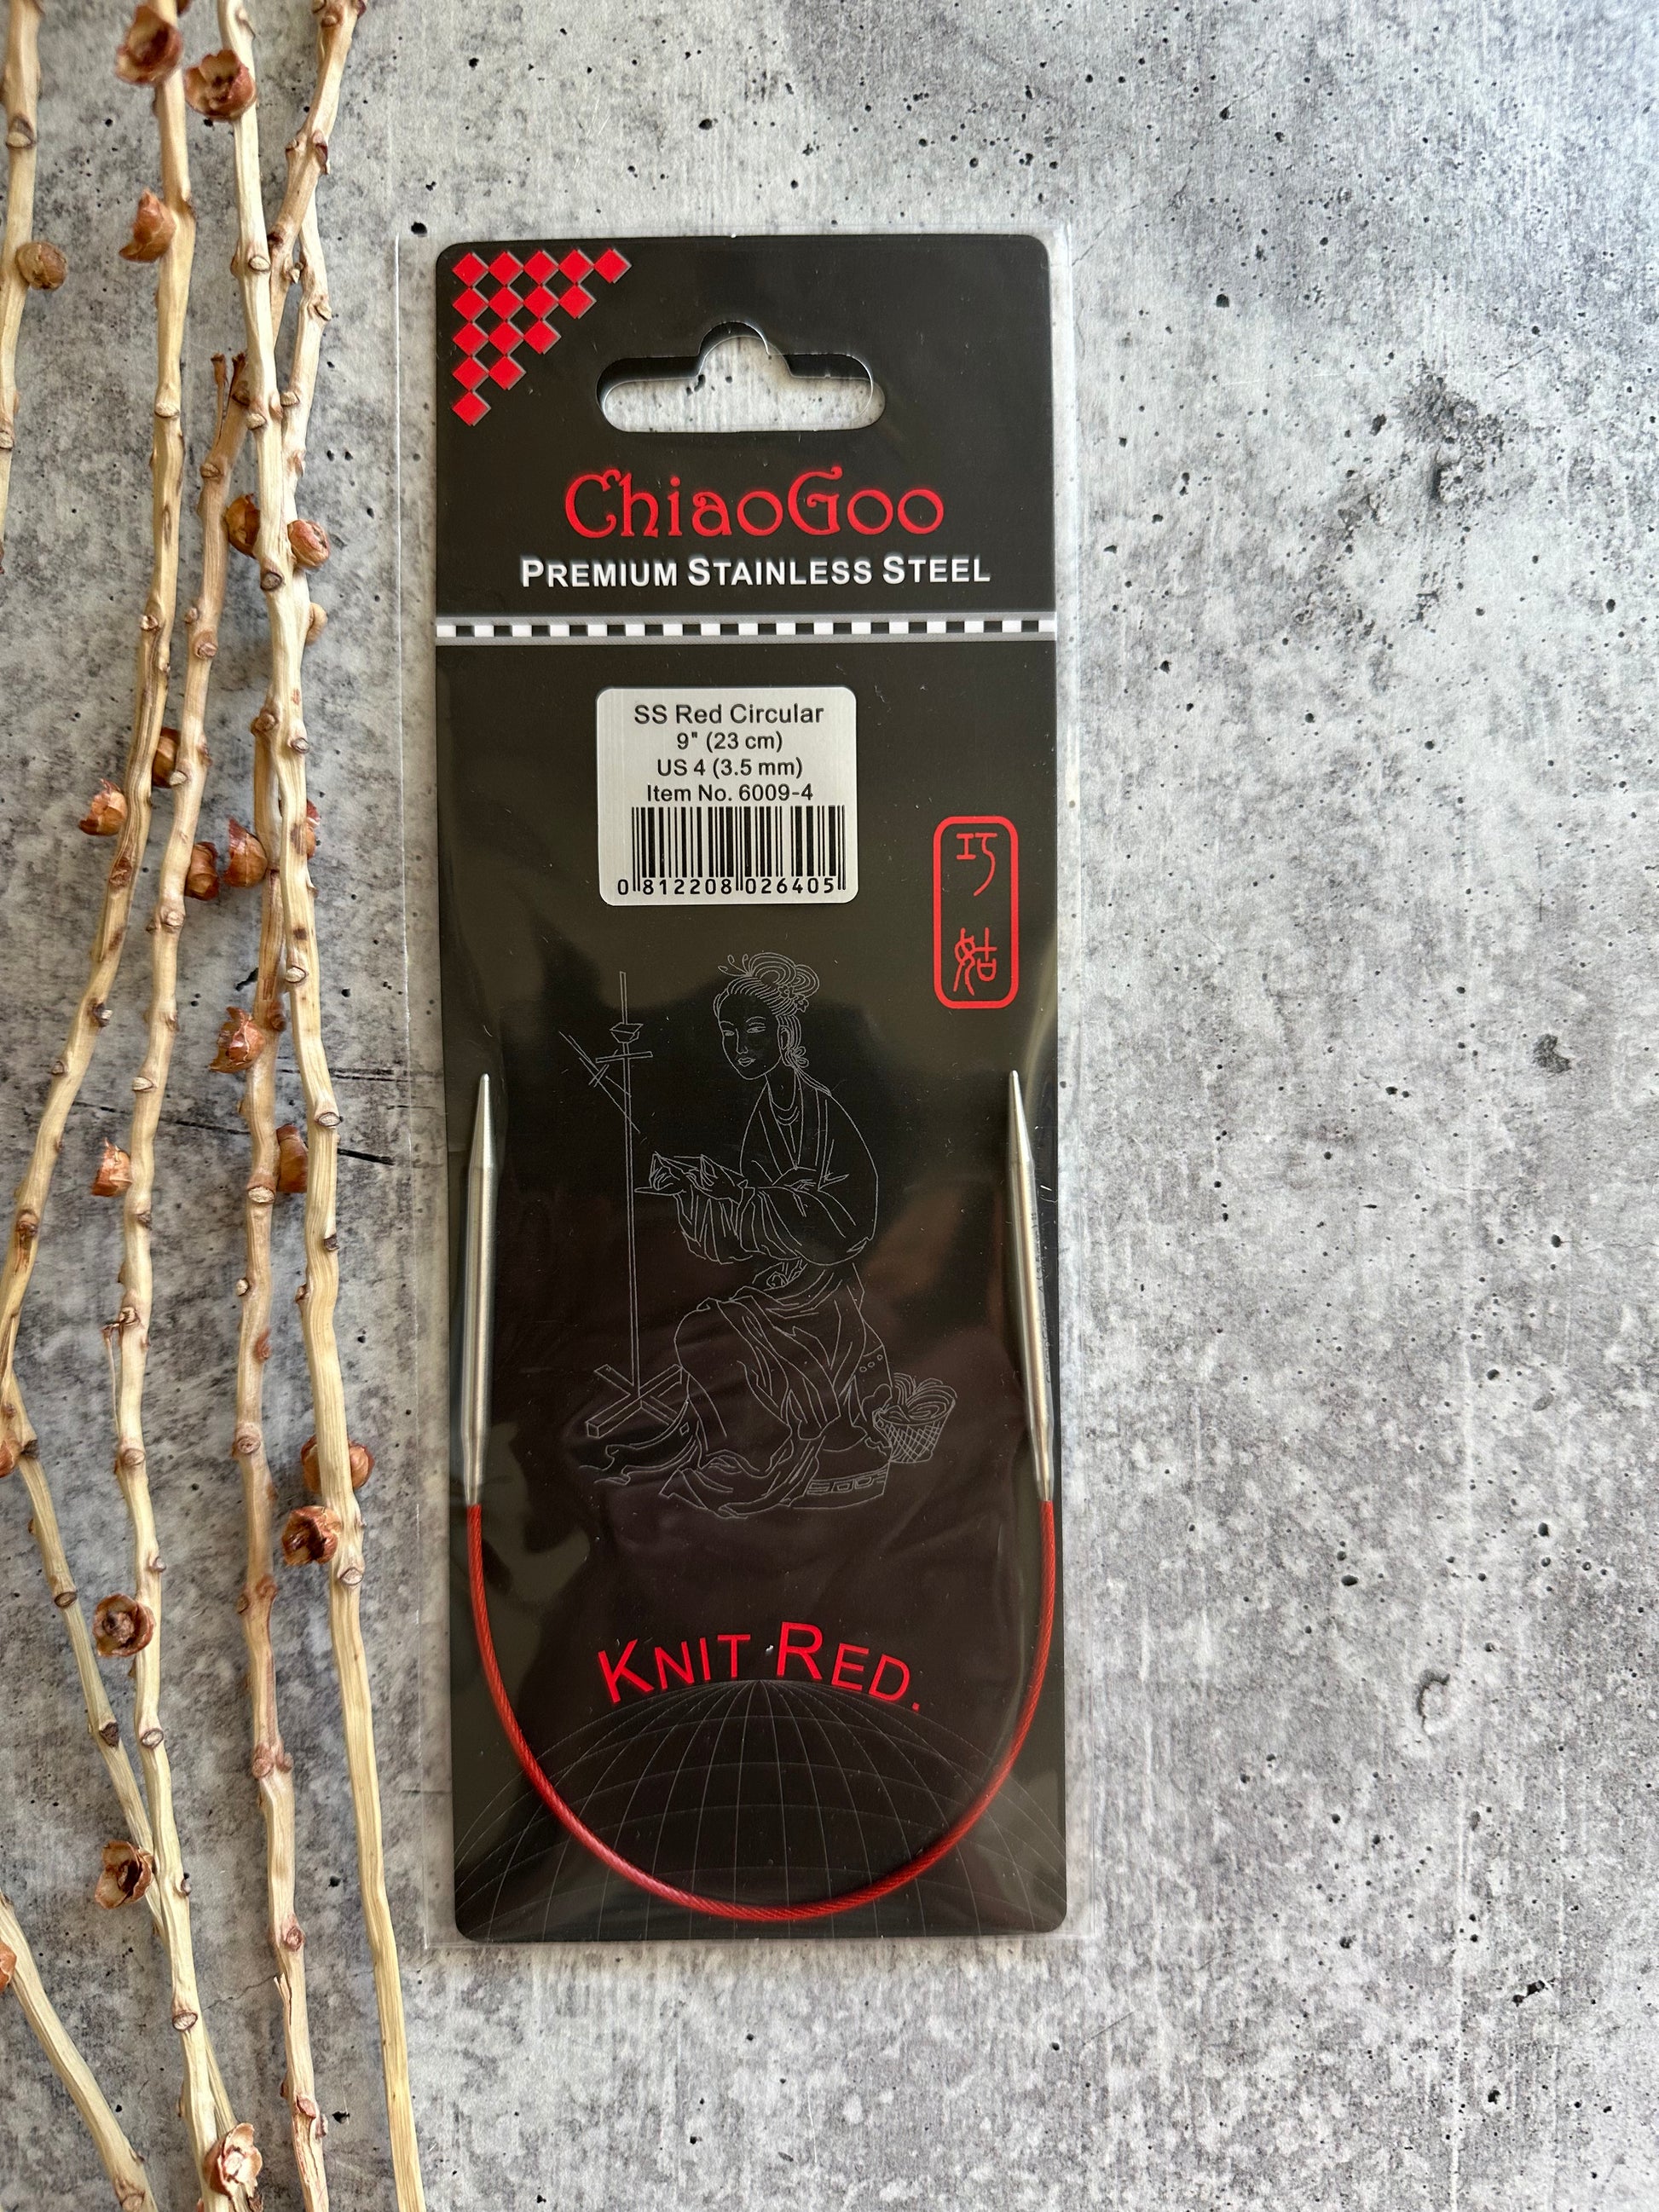 ChiaoGoo
PREMIUM STAINLESS STEEL
SS Red Circular
9" (23 cm)
US 4 (3.5 mm)
Item No. 6009-4
0 812208 026405
巧
姑
KNIT RED.